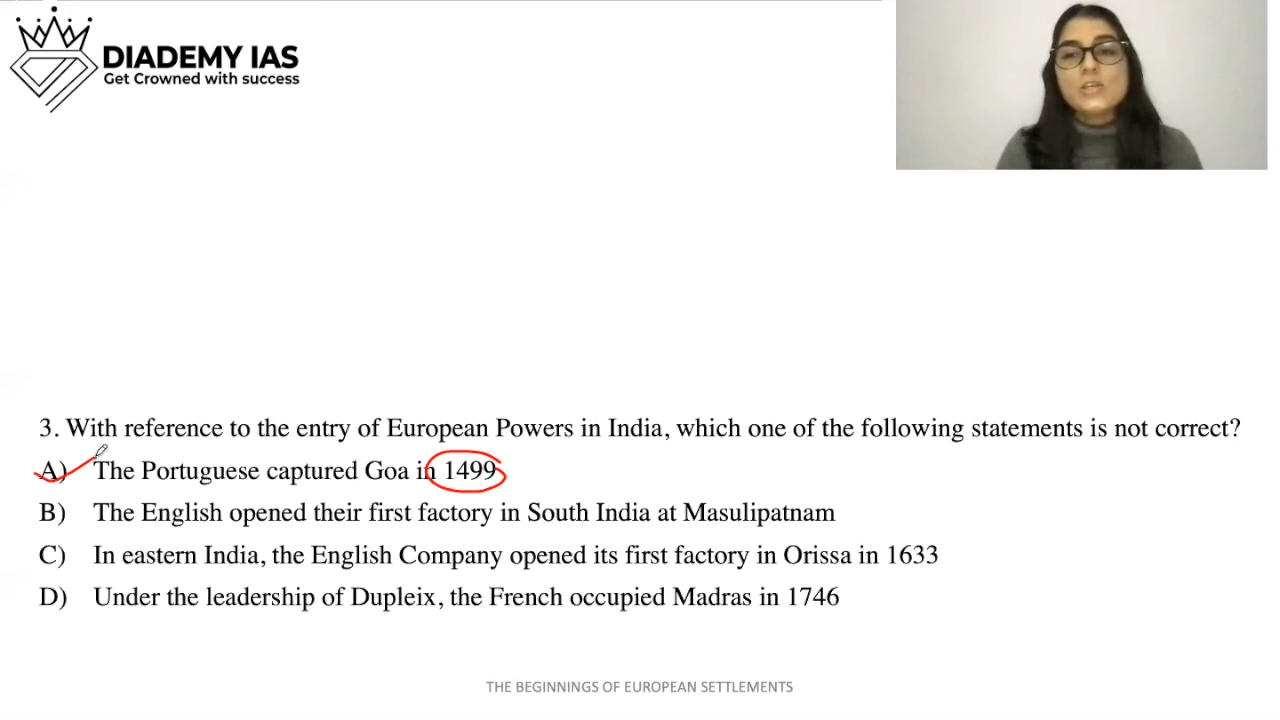 DIADEMY IAS
Get Crowned with success
3. With reference to the entry of European Powers in India, which one of the following statements is not correct?
A) The Portuguese captured Goa in 1499
B) The English opened their first factory in South India at Masulipatnam
C) In eastern India, the English Company opened its first factory in Orissa in 1633
D) Under the leadership of Dupleix, the French occupied Madras in 1746
THE BEGINNINGS OF EUROPEAN SETTLEMENTS